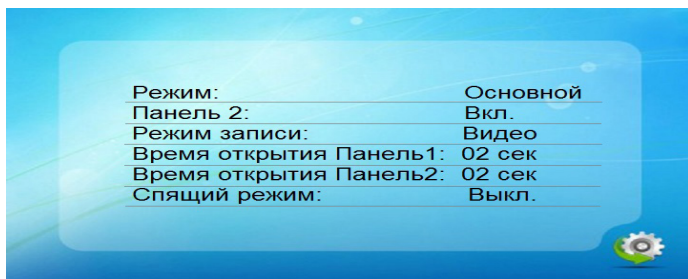 Режим: Основной
Панель 2: Вкл.
Режим записи: Видео
Время открытия Панель1: 02 сек
Время открытия Панель2: 02 сек
Спящий режим: Выкл.